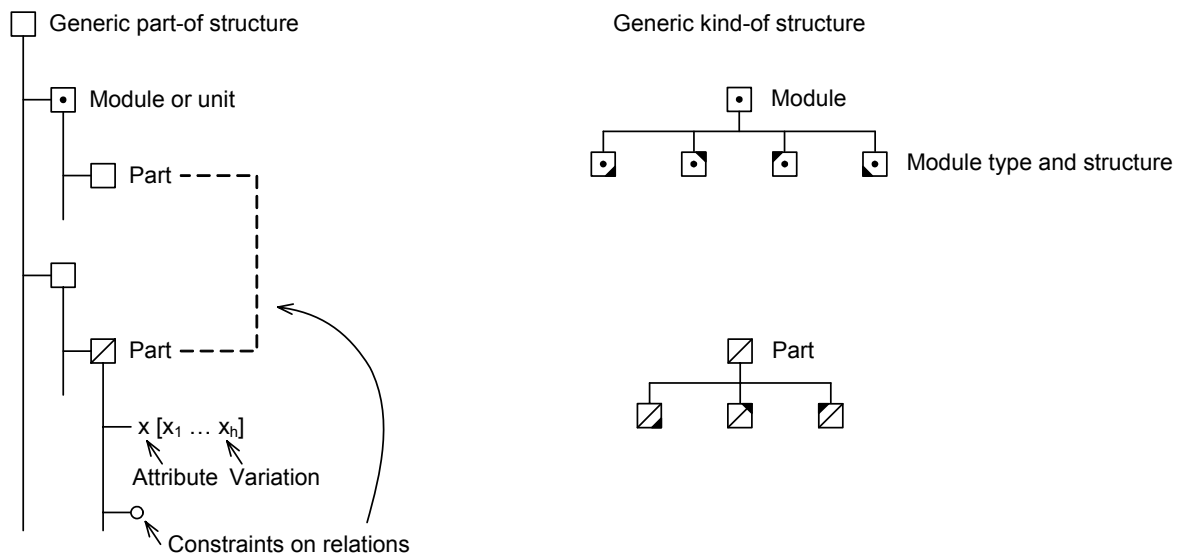 Generic part-of structure
Module or unit
Part
Part
x [x₁ … xₕ]
Attribute Variation
Constraints on relations
Generic kind-of structure
Module
Module type and structure
Part